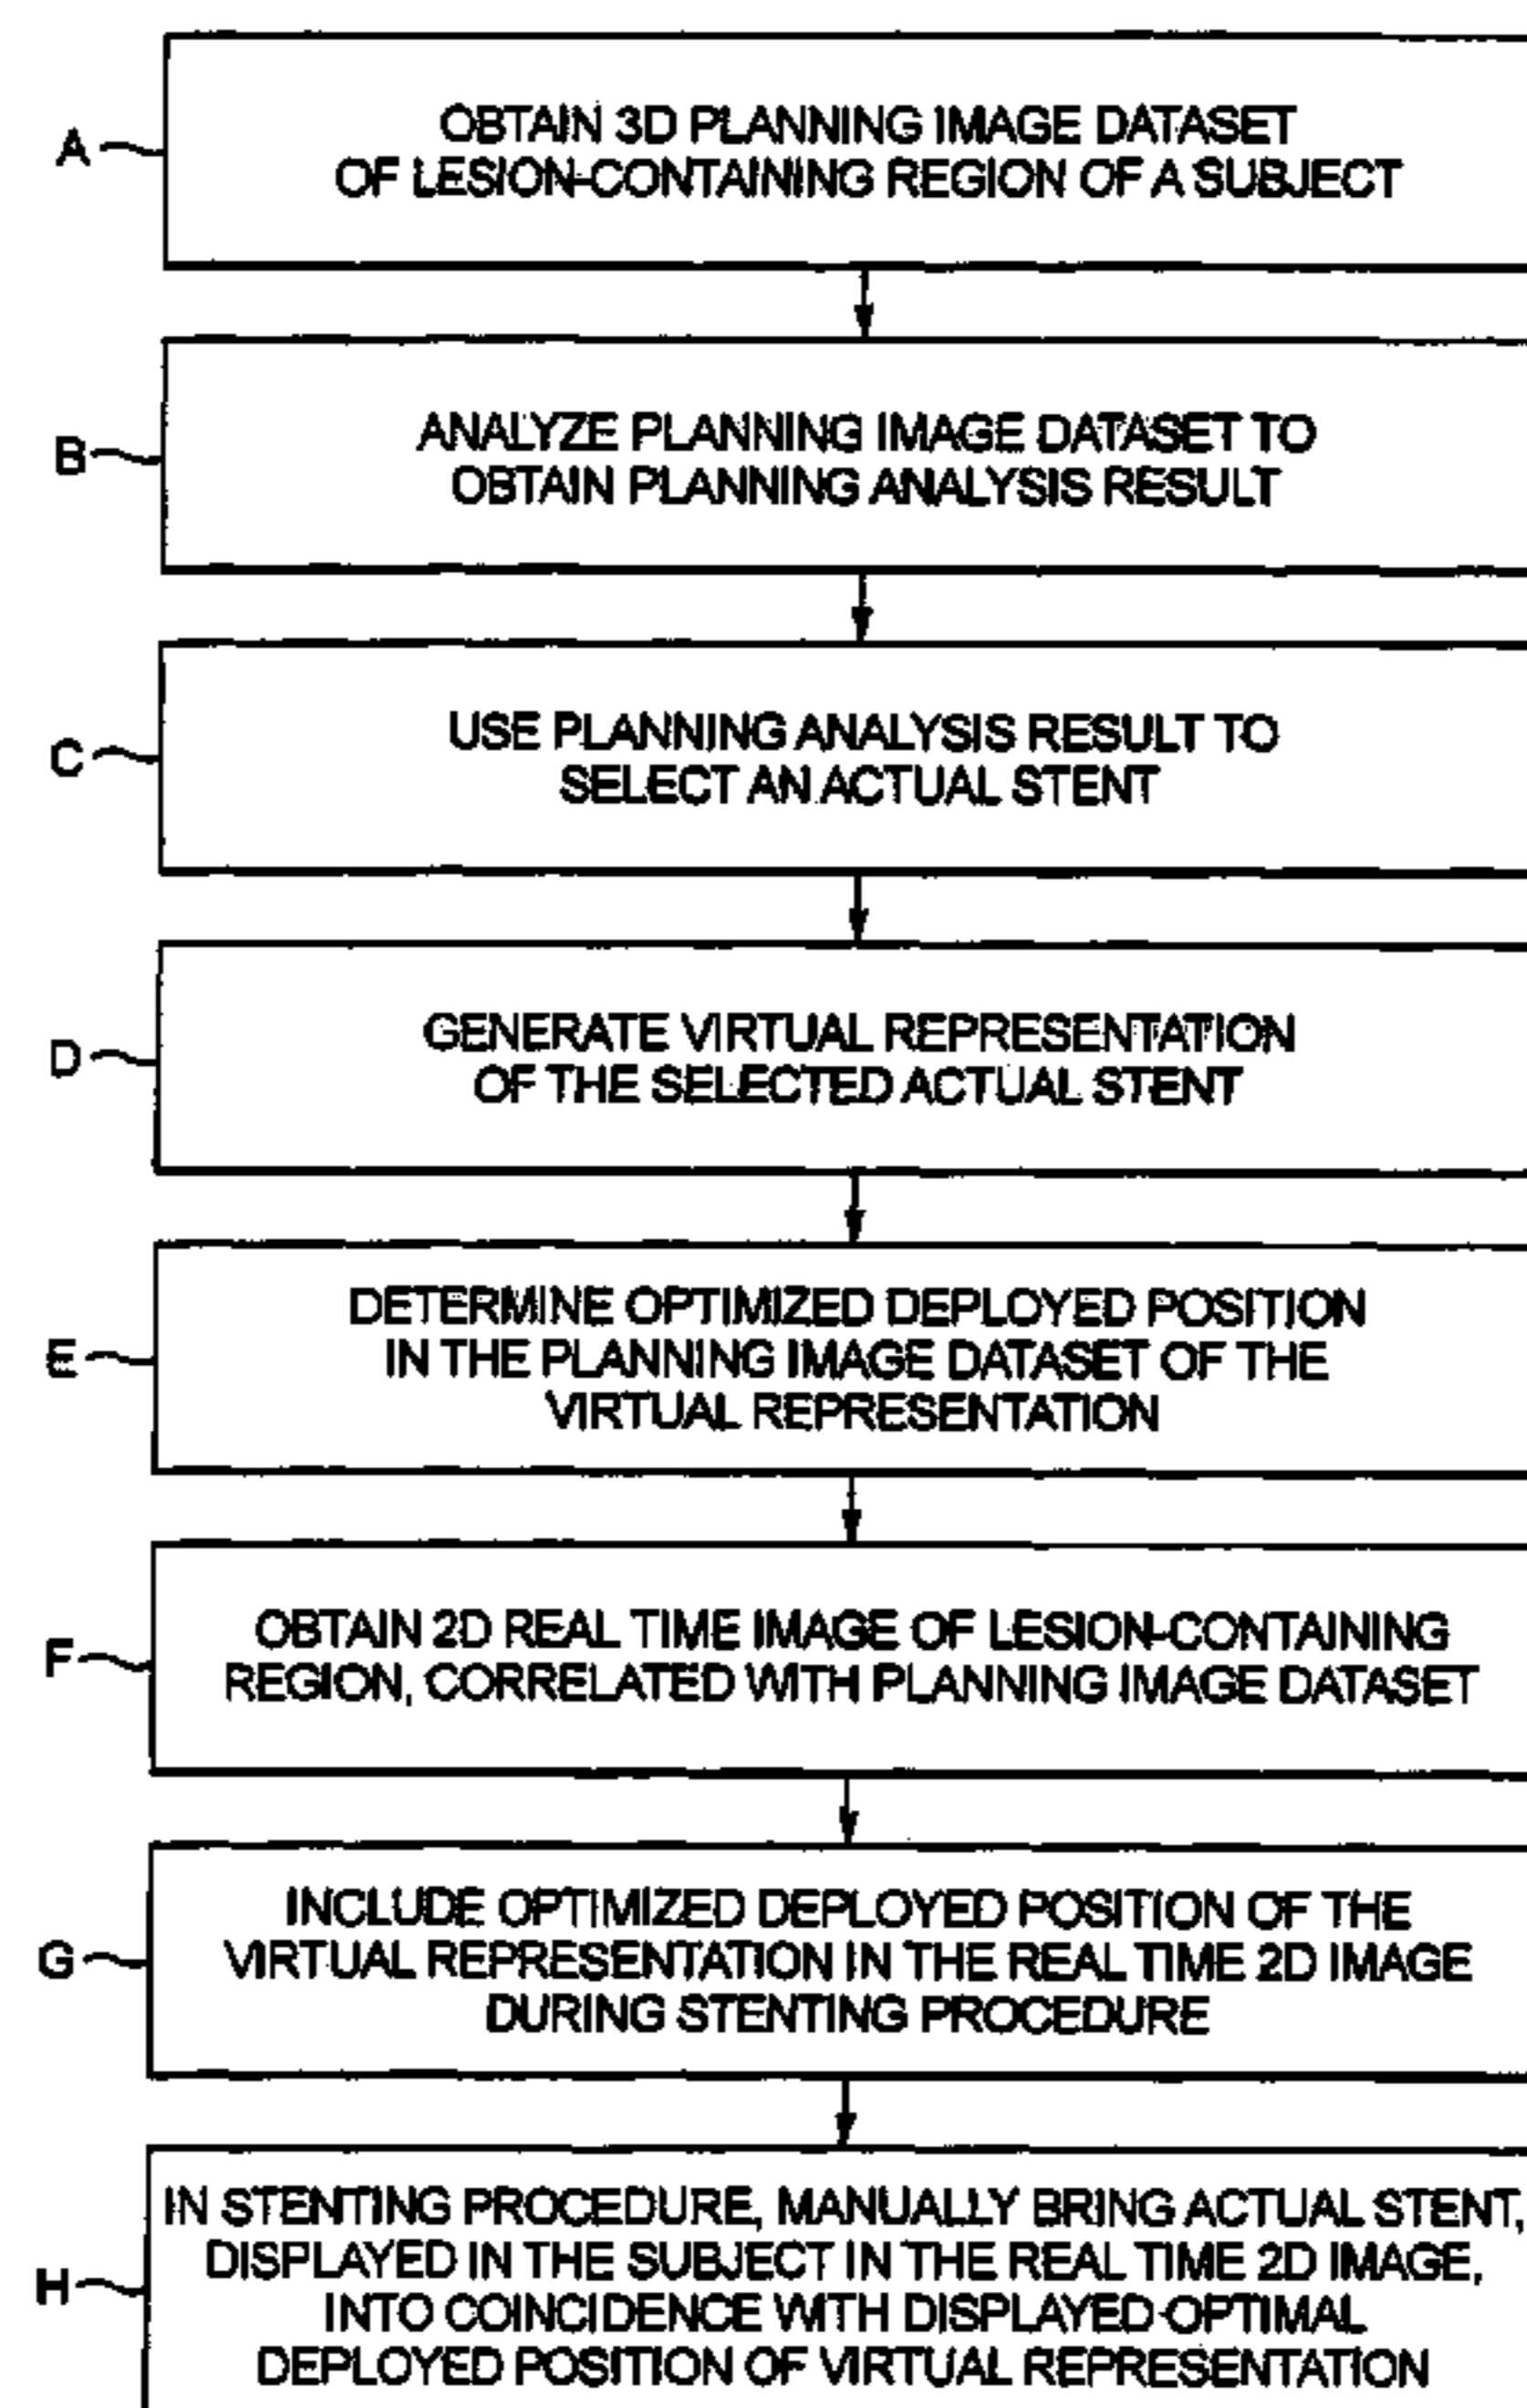 A
OBTAIN 3D PLANNING IMAGE DATASET
OF LESION-CONTAINING REGION OF A SUBJECT
B
ANALYZE PLANNING IMAGE DATASET TO
OBTAIN PLANNING ANALYSIS RESULT
C
USE PLANNING ANALYSIS RESULT TO
SELECT AN ACTUAL STENT
D
GENERATE VIRTUAL REPRESENTATION
OF THE SELECTED ACTUAL STENT
E
DETERMINE OPTIMIZED DEPLOYED POSITION
IN THE PLANNING IMAGE DATASET OF THE
VIRTUAL REPRESENTATION
F
OBTAIN 2D REAL TIME IMAGE OF LESION-CONTAINING
REGION, CORRELATED WITH PLANNING IMAGE DATASET
G
INCLUDE OPTIMIZED DEPLOYED POSITION OF THE
VIRTUAL REPRESENTATION IN THE REAL TIME 2D IMAGE
DURING STENTING PROCEDURE
H
IN STENTING PROCEDURE, MANUALLY BRING ACTUAL STENT,
DISPLAYED IN THE SUBJECT IN THE REAL TIME 2D IMAGE,
INTO COINCIDENCE WITH DISPLAYED OPTIMAL
DEPLOYED POSITION OF VIRTUAL REPRESENTATION